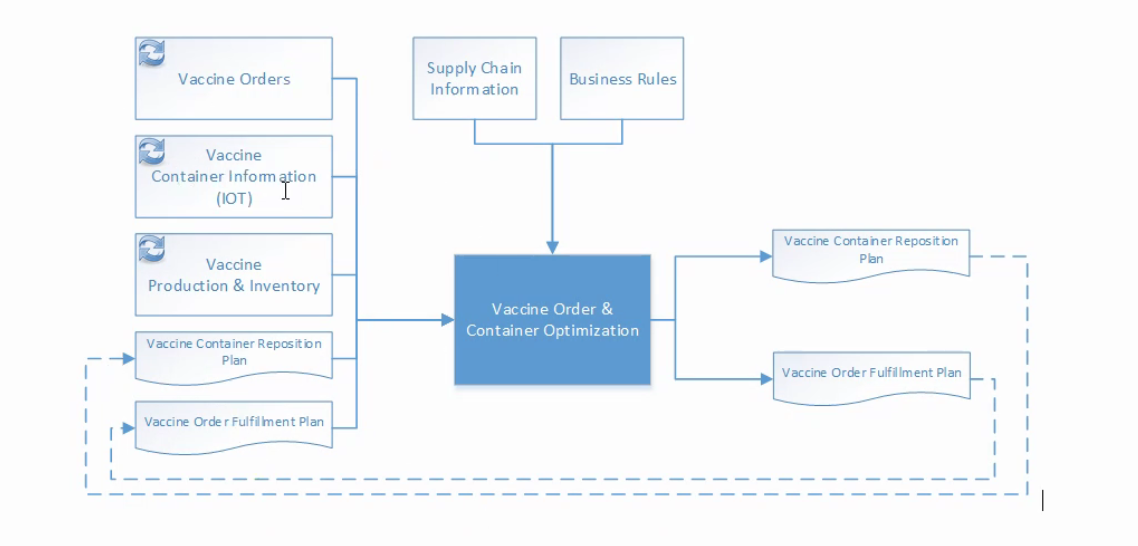 Vaccine Orders
Supply Chain
Information
Business Rules
Vaccine
Container Information
(IOT)
Vaccine
Production & Inventory
Vaccine Container Reposition
Plan
Vaccine Order Fulfillment Plan
Vaccine Order &
Container Optimization
Vaccine Container Reposition
Plan
Vaccine Order Fulfillment Plan